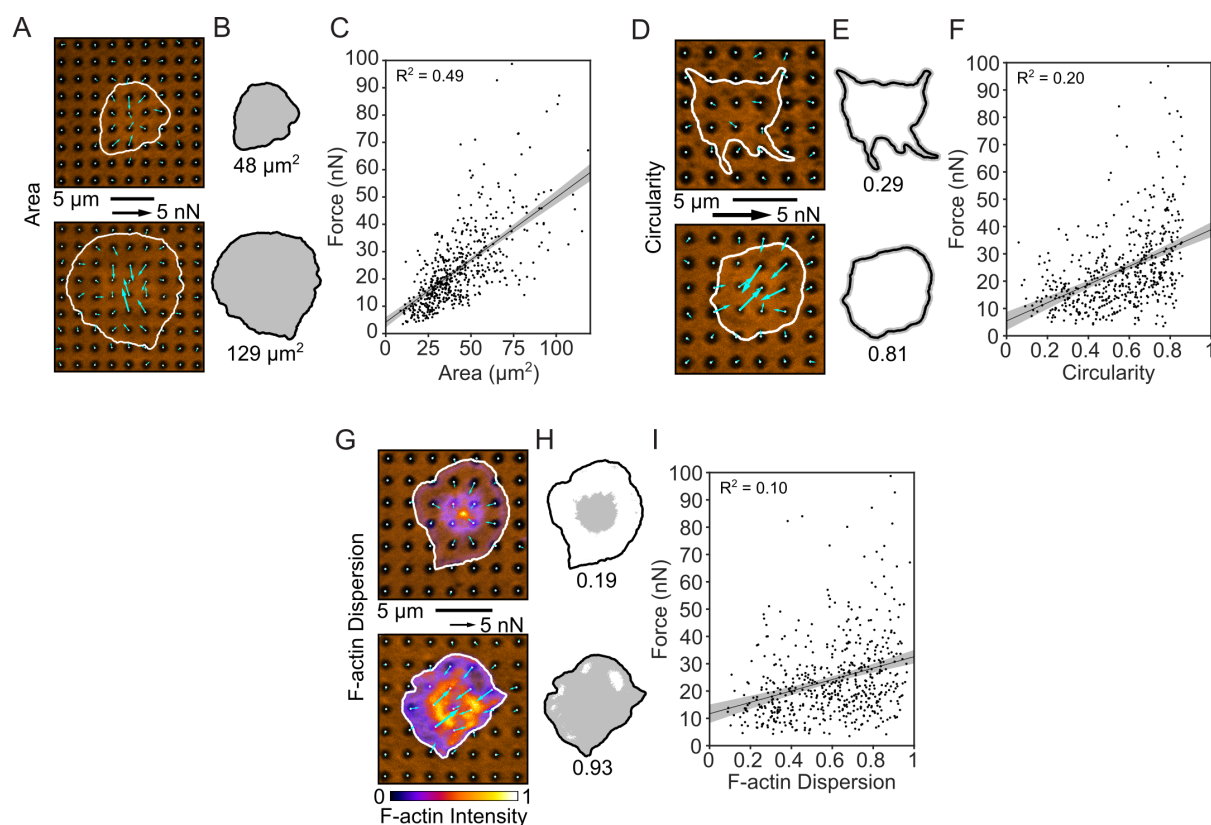 A
B
C
Area
5 µm
5 nN
48 µm²
129 µm²
R² = 0.49
Force (nN)
100
90
80
70
60
50
40
30
20
10
0
0 25 50 75 100
Area (µm²)
D
E
F
Circularity
5 µm
5 nN
0.29
0.81
R² = 0.20
Force (nN)
100
90
80
70
60
50
40
30
20
10
0
0 0.2 0.4 0.6 0.8 1
Circularity
G
H
I
F-actin Dispersion
5 µm
5 nN
0 1
F-actin Intensity
0.19
0.93
R² = 0.10
Force (nN)
100
90
80
70
60
50
40
30
20
10
0
0 0.2 0.4 0.6 0.8 1
F-actin Dispersion